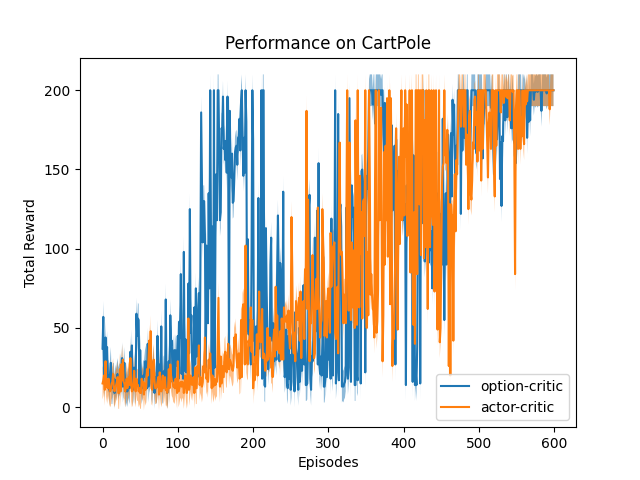 Performance on CartPole
Total Reward
200
150
100
50
0
0 100 200 300 400 500 600
Episodes
option-critic
actor-critic